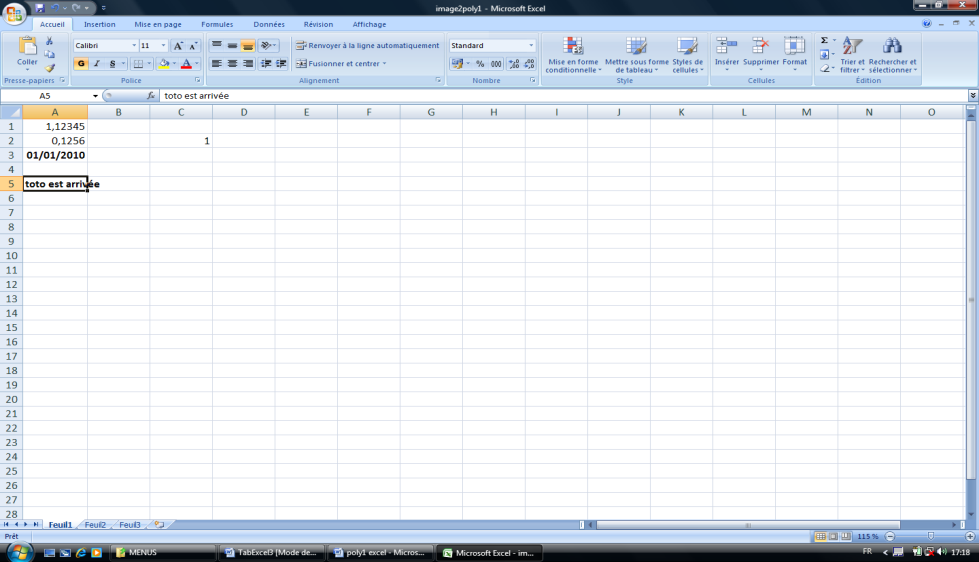 image2poly1 - Microsoft Excel
Accueil Insertion Mise en page Formules Données Révision Affichage
Coller
Calibri 11 A A
G I S A
Renvoyer à la ligne automatiquement
Fusionner et centrer
Standard
% 000
Mise en forme conditionnelle
Mettre sous forme de tableau
Styles de cellules
Insérer Supprimer Format
Σ
Trier et filtrer
Rechercher et sélectionner
Presse-papiers Police Alignement Nombre Style Cellules Édition
A5 fx toto est arrivée
A B C D E F G H I J K L M N O
1 1,12345
2 0,1256 1
3 01/01/2010
4
5 toto est arrivée
6
7
8
9
10
11
12
13
14
15
16
17
18
19
20
21
22
23
24
25
26
27
28
Feuil1 Feuil2 Feuil3
Prêt 115 %
MENUS TabExcel3 [Mode de... poly1 excel - Micros... Microsoft Excel - im... FR 17:18